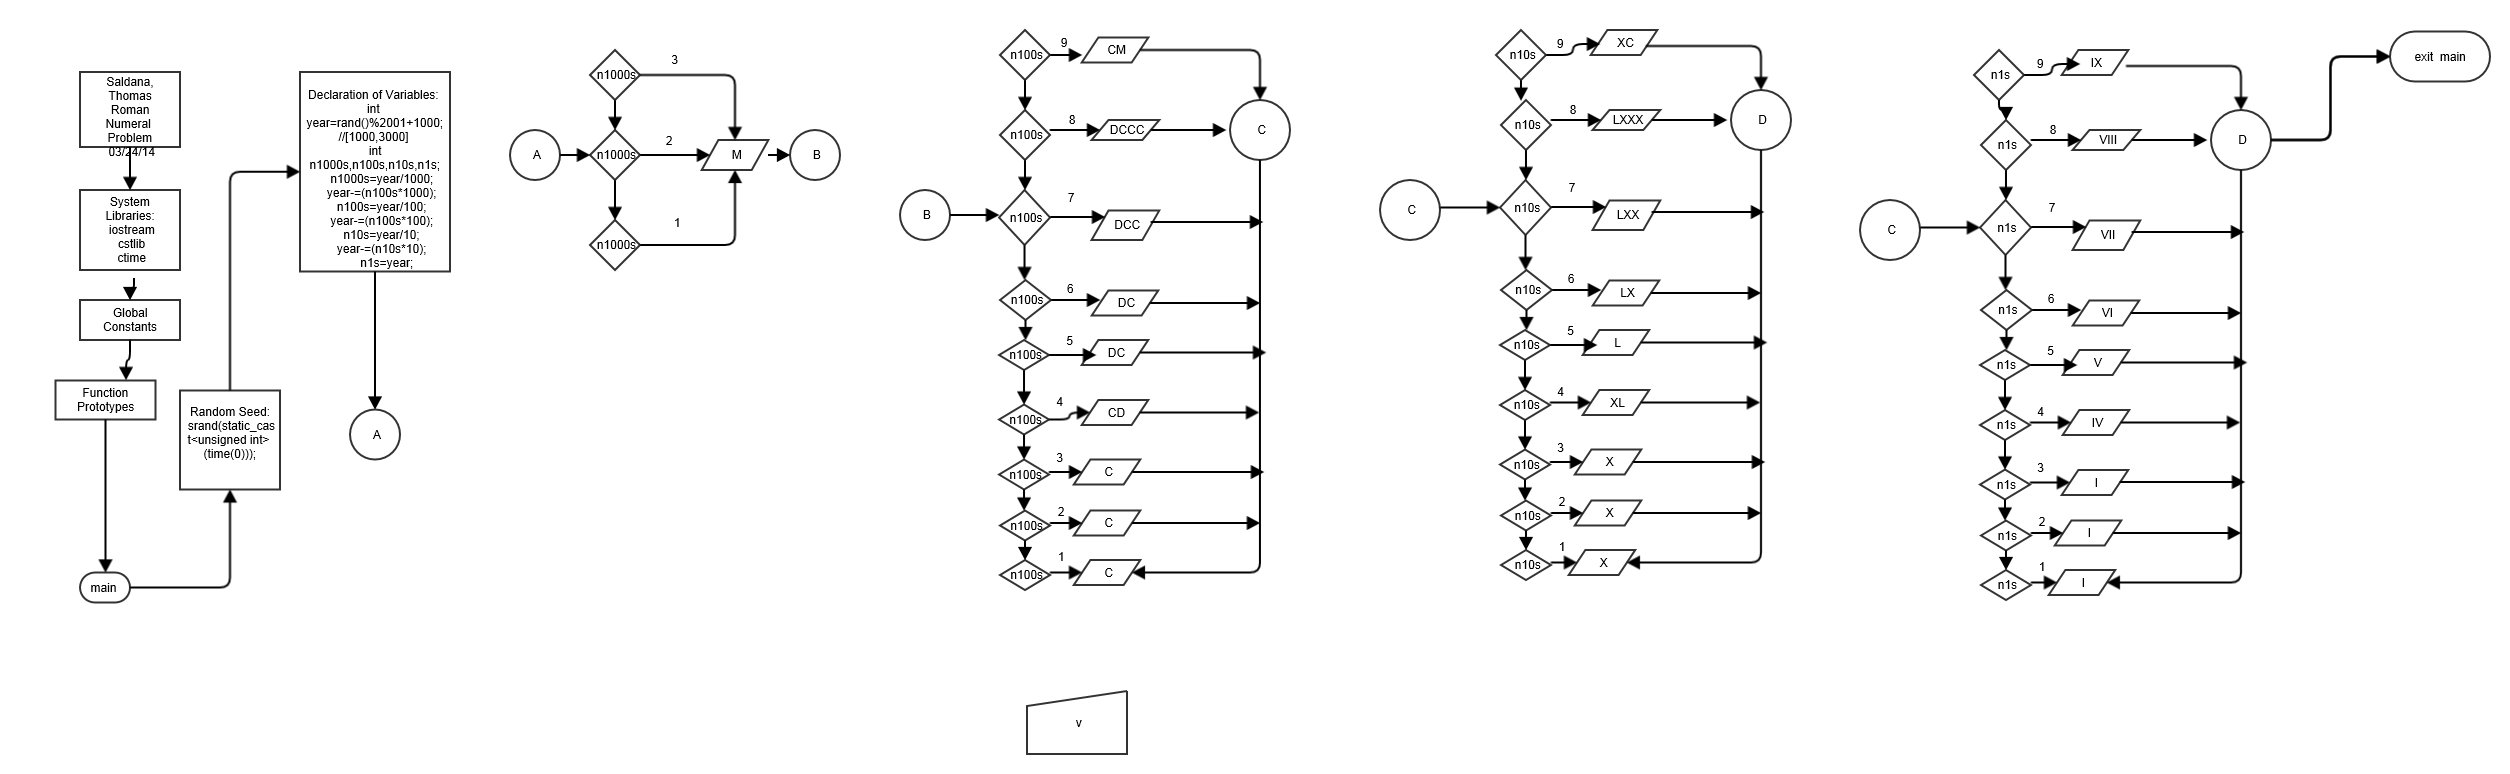 Saldana,
Thomas
Roman
Numeral
Problem
03/24/14
System
Libraries:
iostream
cstlib
ctime
Global
Constants
Function
Prototypes
main
Random Seed:
srand(static_cas
t<unsigned int>
(time(0)));
Declaration of Variables:
int
year=rand()%2001+1000;
//[1000,3000]
int
n1000s,n100s,n10s,n1s;
n1000s=year/1000;
year-=(n100s*1000);
n100s=year/100;
year-=(n100s*100);
n10s=year/10;
year-=(n10s*10);
n1s=year;
A
A
n1000s
3
n1000s
2
M
B
n1000s
1
B
n100s
9
CM
C
n100s
8
DCCC
n100s
7
DCC
n100s
6
DC
n100s
5
DC
n100s
4
CD
n100s
3
C
n100s
2
C
n100s
1
C
v
C
n10s
9
XC
D
n10s
8
LXXX
n10s
7
LXX
n10s
6
LX
n10s
5
L
n10s
4
XL
n10s
3
X
n10s
2
X
n10s
1
X
C
n1s
9
IX
D
n1s
8
VIII
n1s
7
VII
n1s
6
VI
n1s
5
V
n1s
4
IV
n1s
3
I
n1s
2
I
n1s
1
I
exit main